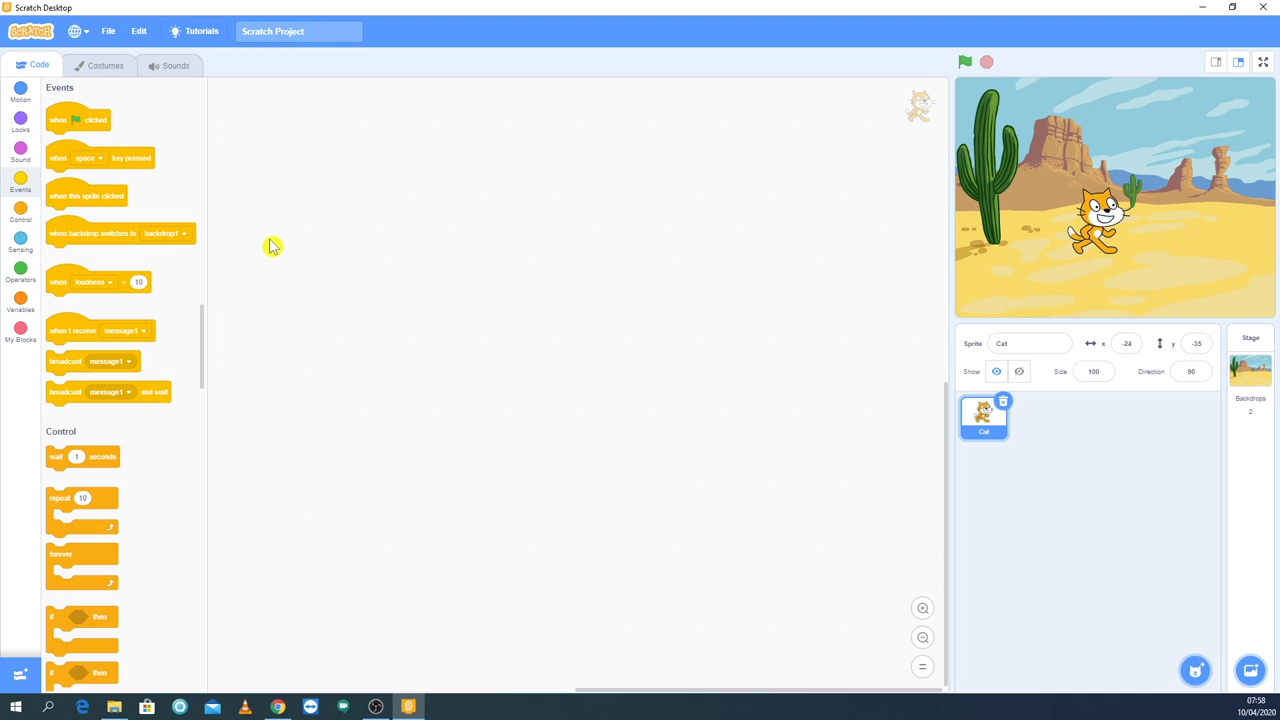 Scratch Desktop
SCRATCH File Edit Tutorials Scratch Project
Code Costumes Sounds
Motion
Looks
Sound
Events
Control
Sensing
Operators
Variables
My Blocks
Events
when clicked
when space key pressed
when this sprite clicked
when backdrop switches to backdrop1
when loudness > 10
when I receive message1
broadcast message1
broadcast message1 and wait
Control
wait 1 seconds
repeat 10
forever
if then
if then
Sprite Cat x -24 y -35
Show Size 100 Direction 90
Cat
Stage
Backdrops
2
07:58
10/04/2020